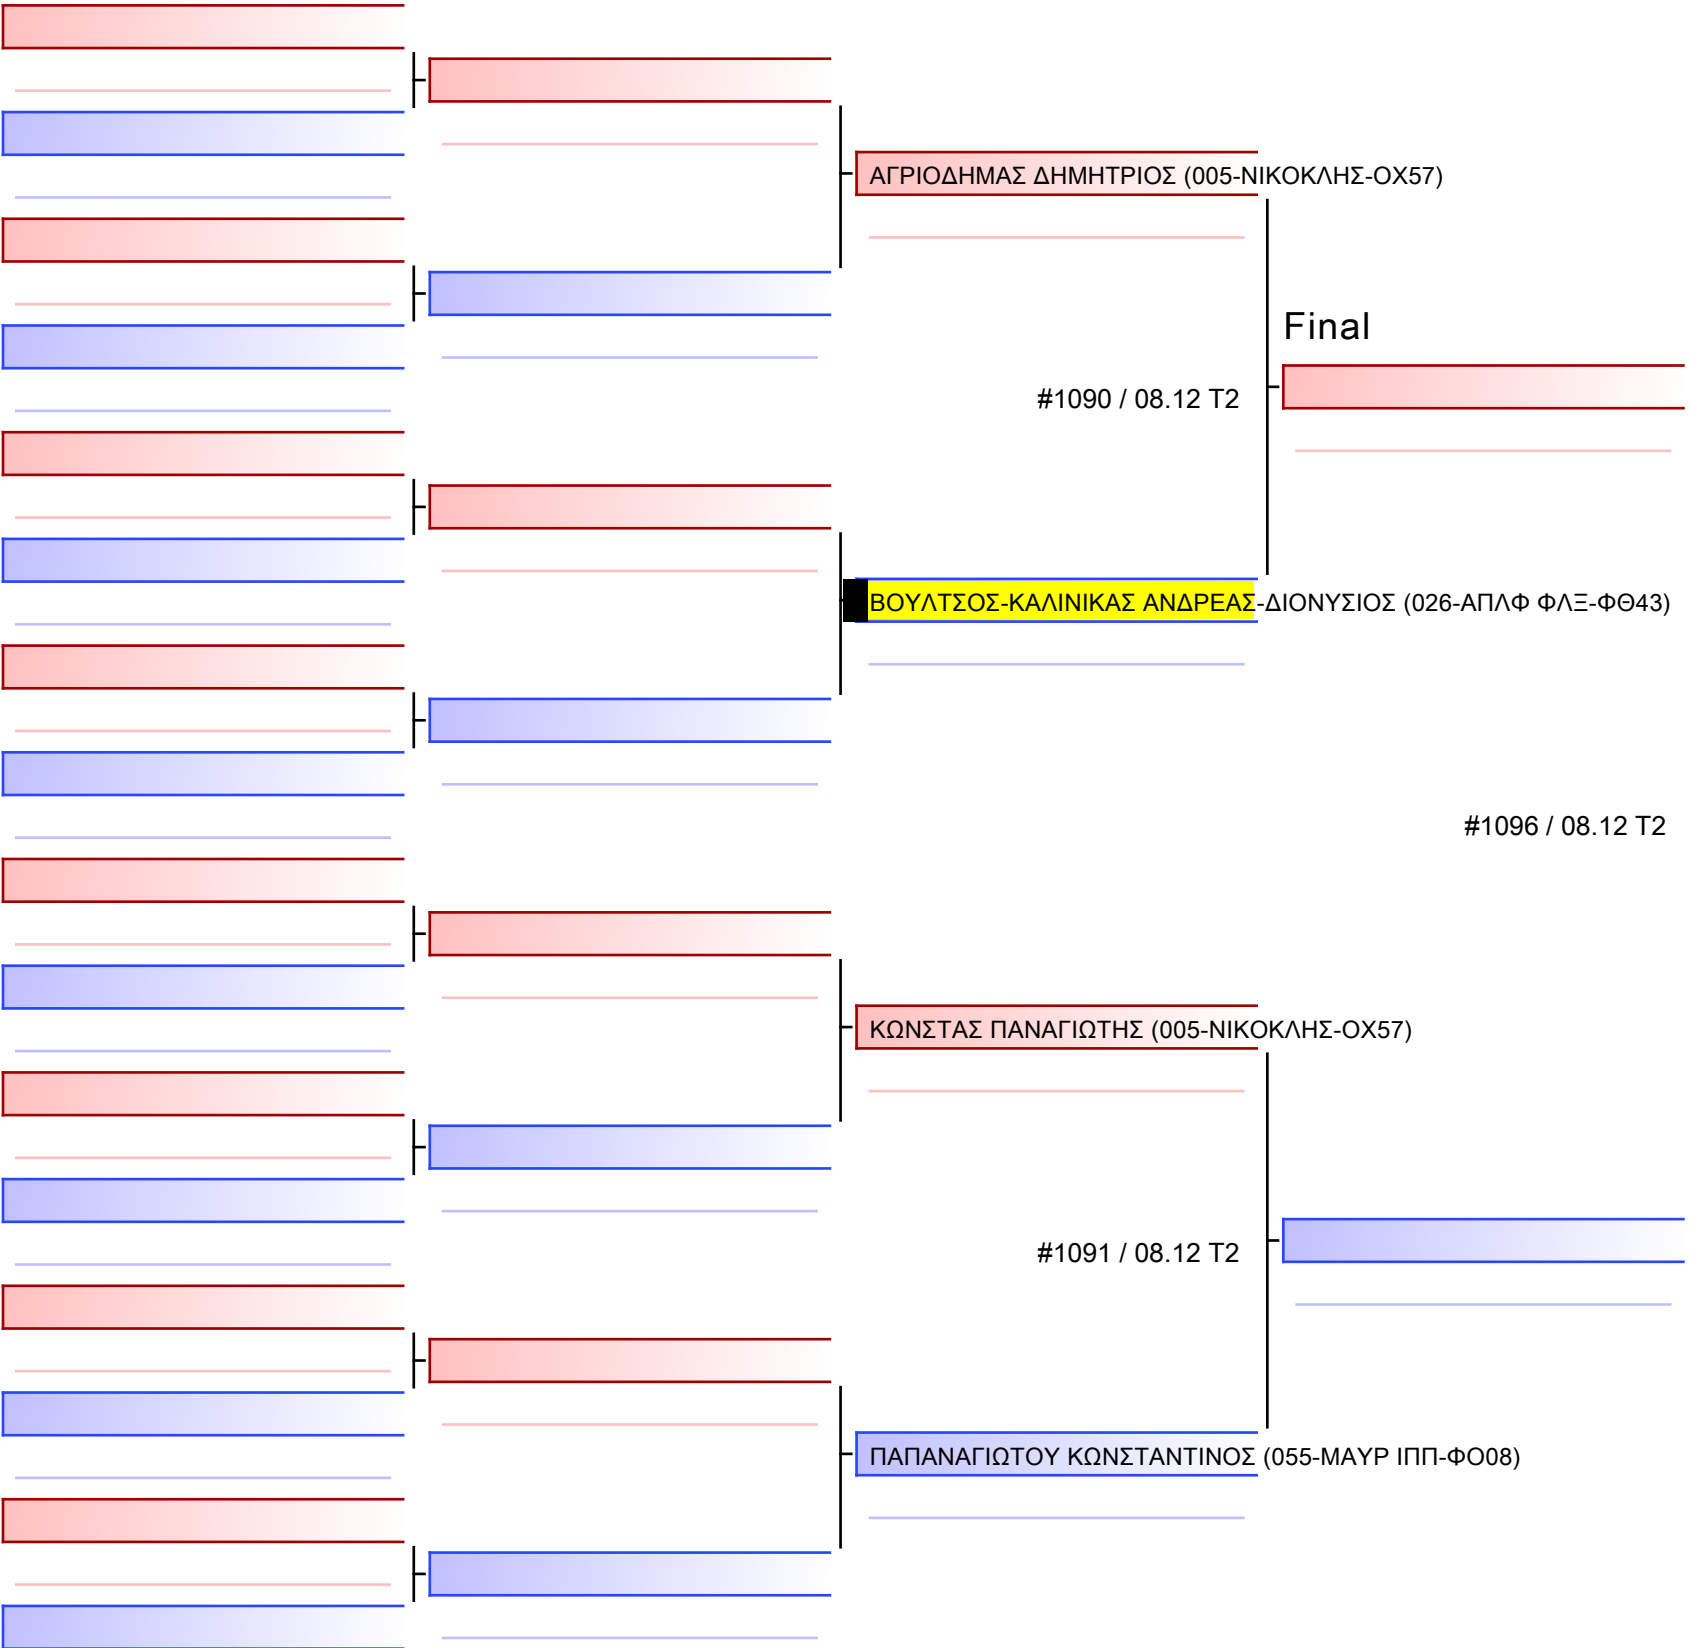 ΑΓΡΙΟΔΗΜΑΣ ΔΗΜΗΤΡΙΟΣ (005-ΝΙΚΟΚΛΗΣ-ΟΧ57)
Final
#1090 / 08.12 T2
ΒΟΥΛΤΣΟΣ-ΚΑΛΙΝΙΚΑΣ ΑΝΔΡΕΑΣ-ΔΙΟΝΥΣΙΟΣ (026-ΑΠΛΦ ΦΛΞ-ΦΘ43)
#1096 / 08.12 T2
ΚΩΝΣΤΑΣ ΠΑΝΑΓΙΩΤΗΣ (005-ΝΙΚΟΚΛΗΣ-ΟΧ57)
#1091 / 08.12 T2
ΠΑΠΑΝΑΓΙΩΤΟΥ ΚΩΝΣΤΑΝΤΙΝΟΣ (055-ΜΑΥΡ ΙΠΠ-ΦΟ08)